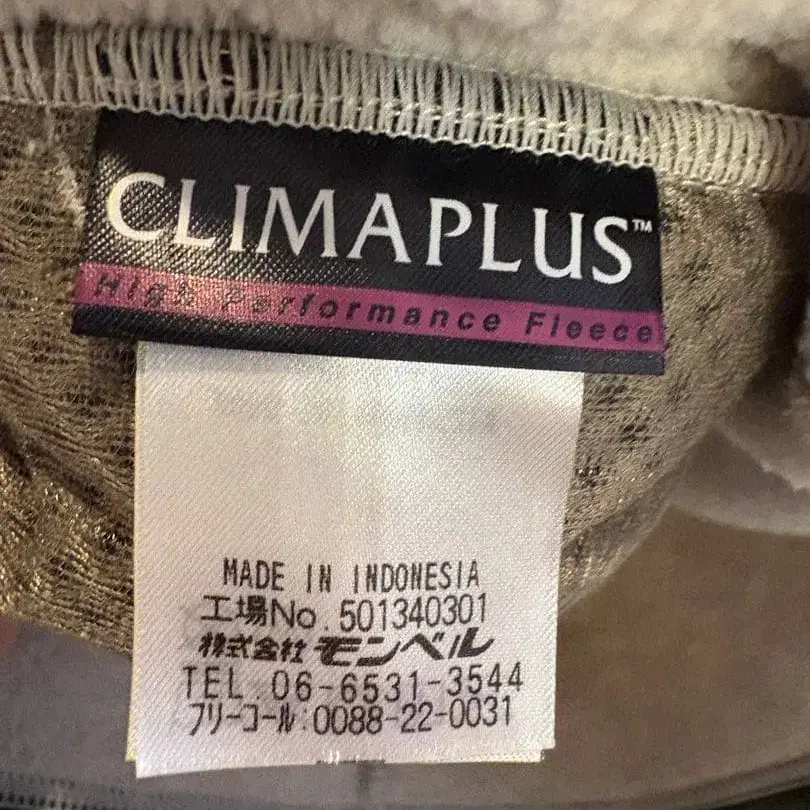 CLIMAPLUS™
High Performance Fleece
MADE IN INDONESIA
工場No.501340301
株式会社 モンベル
TEL.06-6531-3544
フリーコール:0088-22-0031